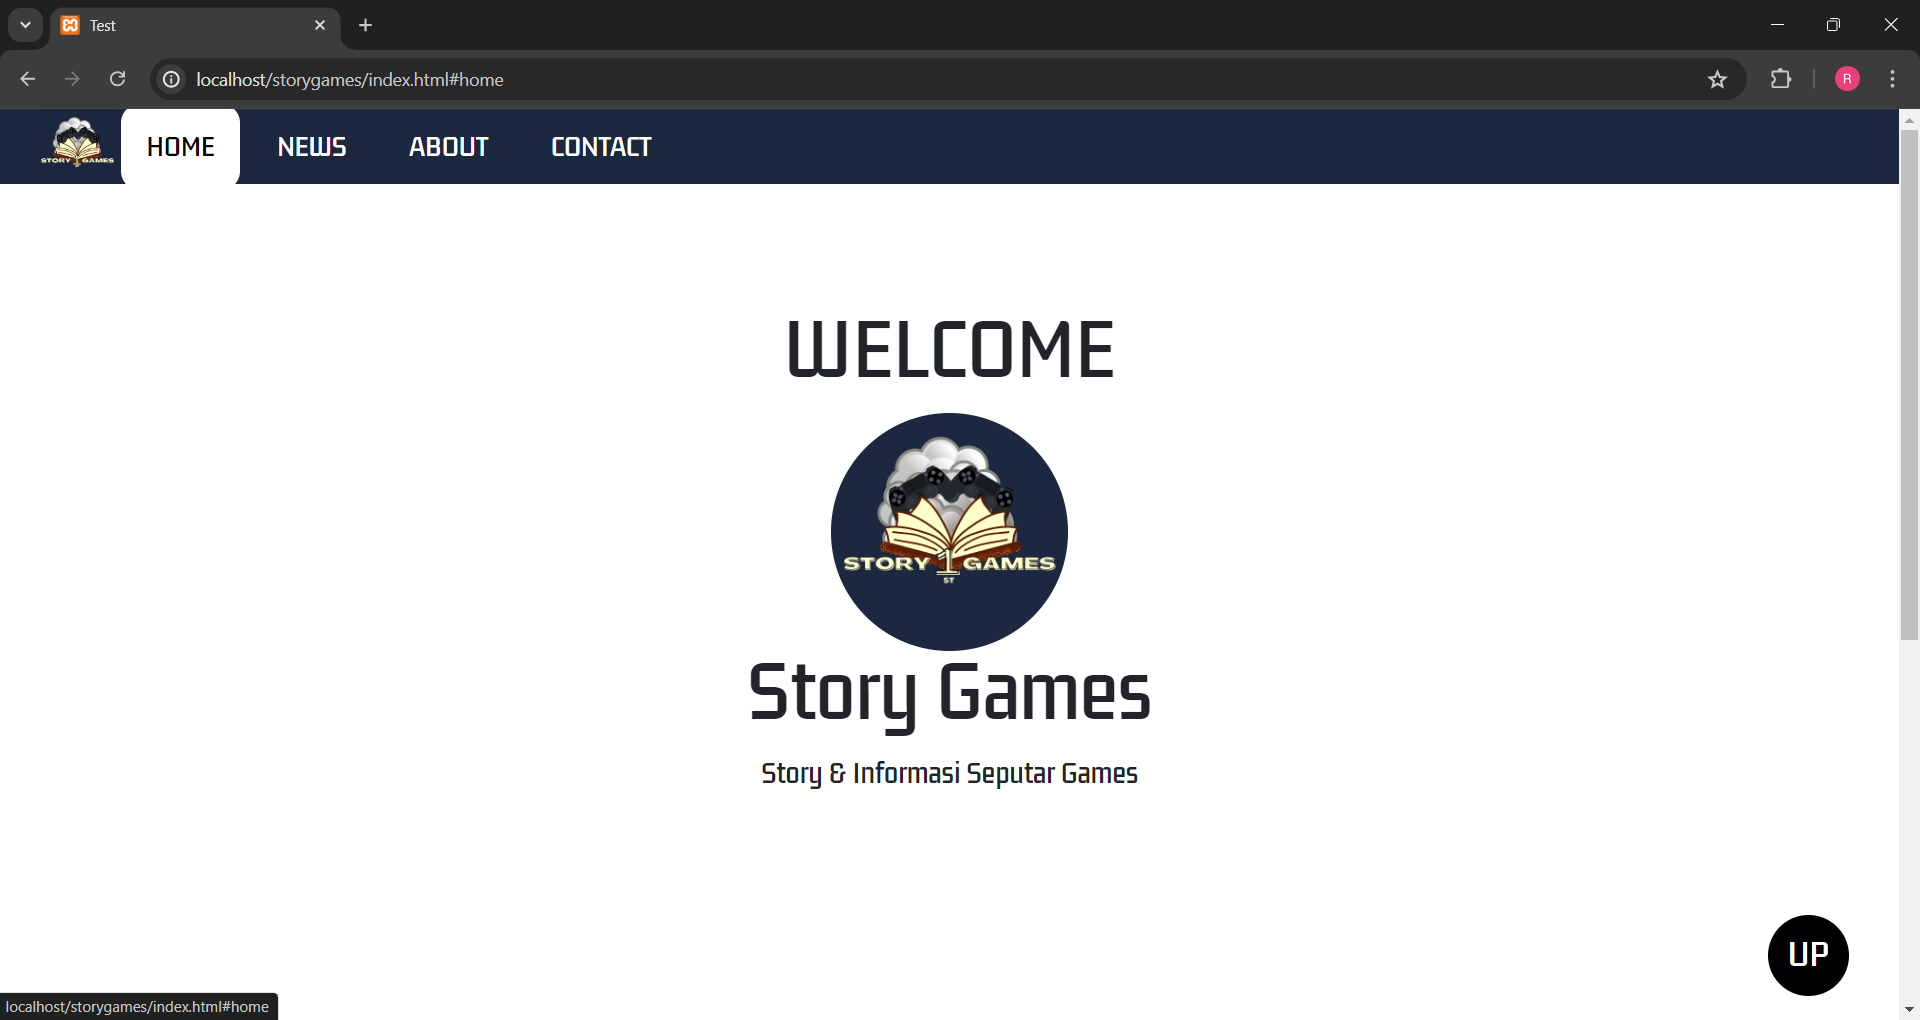 Test
localhost/storygames/index.html#home
R
STORY 1 GAMES
HOME NEWS ABOUT CONTACT
WELCOME
STORY 1 GAMES
ST
Story Games
Story & Informasi Seputar Games
UP
localhost/storygames/index.html#home